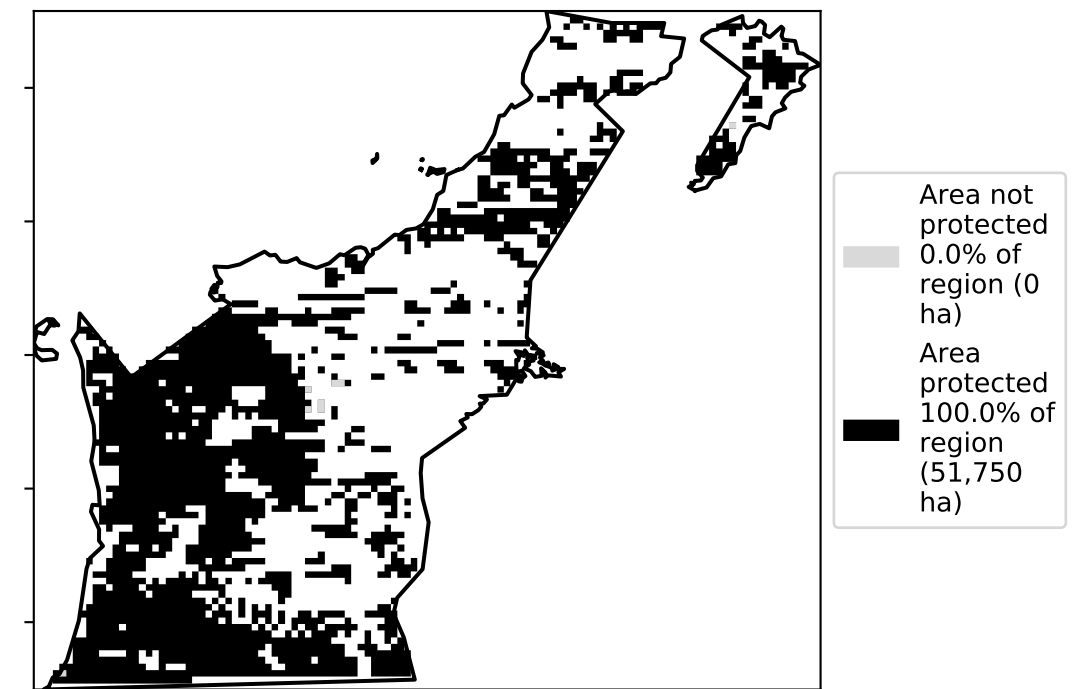 Area not
protected
0.0% of
region (0
ha)
Area
protected
100.0% of
region
(51,750
ha)